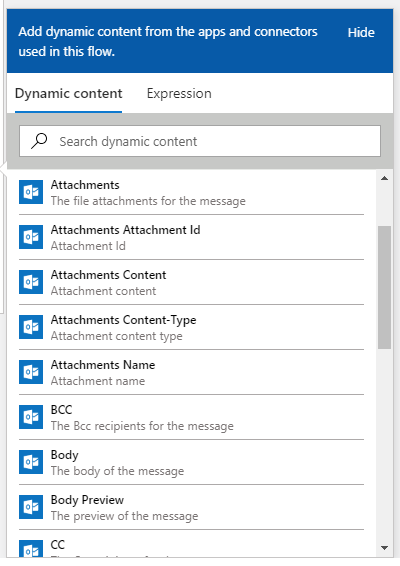 Add dynamic content from the apps and connectors Hide
used in this flow.
Dynamic content Expression
Search dynamic content
Attachments
The file attachments for the message
Attachments Attachment Id
Attachment Id
Attachments Content
Attachment content
Attachments Content-Type
Attachment content type
Attachments Name
Attachment name
BCC
The Bcc recipients for the message
Body
The body of the message
Body Preview
The preview of the message
CC